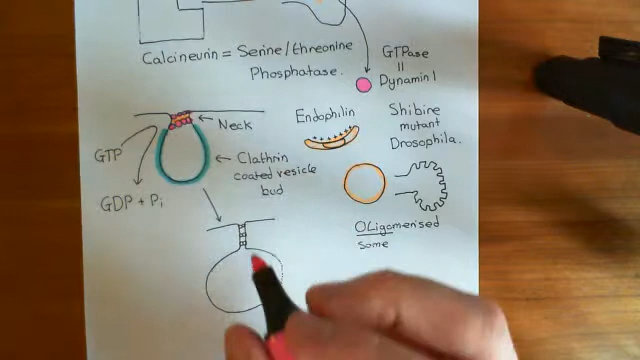 Calcineurin = Serine/threonine
Phosphatase.
GTPase
=
Dynamin 1
Endophilin
Shibire
mutant
Drosophila.
Neck
GTP
Clathrin
coated vesicle
bud
GDP + Pi
OLigomerised
some